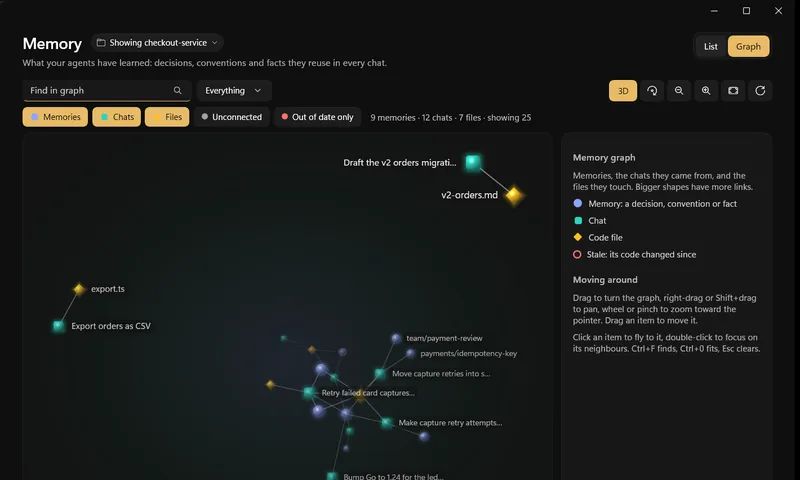 Memory
Showing checkout-service
List
Graph
What your agents have learned: decisions, conventions and facts they reuse in every chat.
Find in graph
Everything
3D
Memories
Chats
Files
Unconnected
Out of date only
9 memories · 12 chats · 7 files · showing 25
Draft the v2 orders migrati...
v2-orders.md
export.ts
Export orders as CSV
team/payment-review
payments/idempotency-key
Move capture retries into s...
Retry failed card captures...
Make capture retry attempts...
Bump Go to 1.24 for the led...
Memory graph
Memories, the chats they came from, and the
files they touch. Bigger shapes have more links.
Memory: a decision, convention or fact
Chat
Code file
Stale: its code changed since
Moving around
Drag to turn the graph, right-drag or Shift+drag
to pan, wheel or pinch to zoom toward the
pointer. Drag an item to move it.
Click an item to fly to it, double-click to focus on
its neighbours. Ctrl+F finds, Ctrl+0 fits, Esc clears.